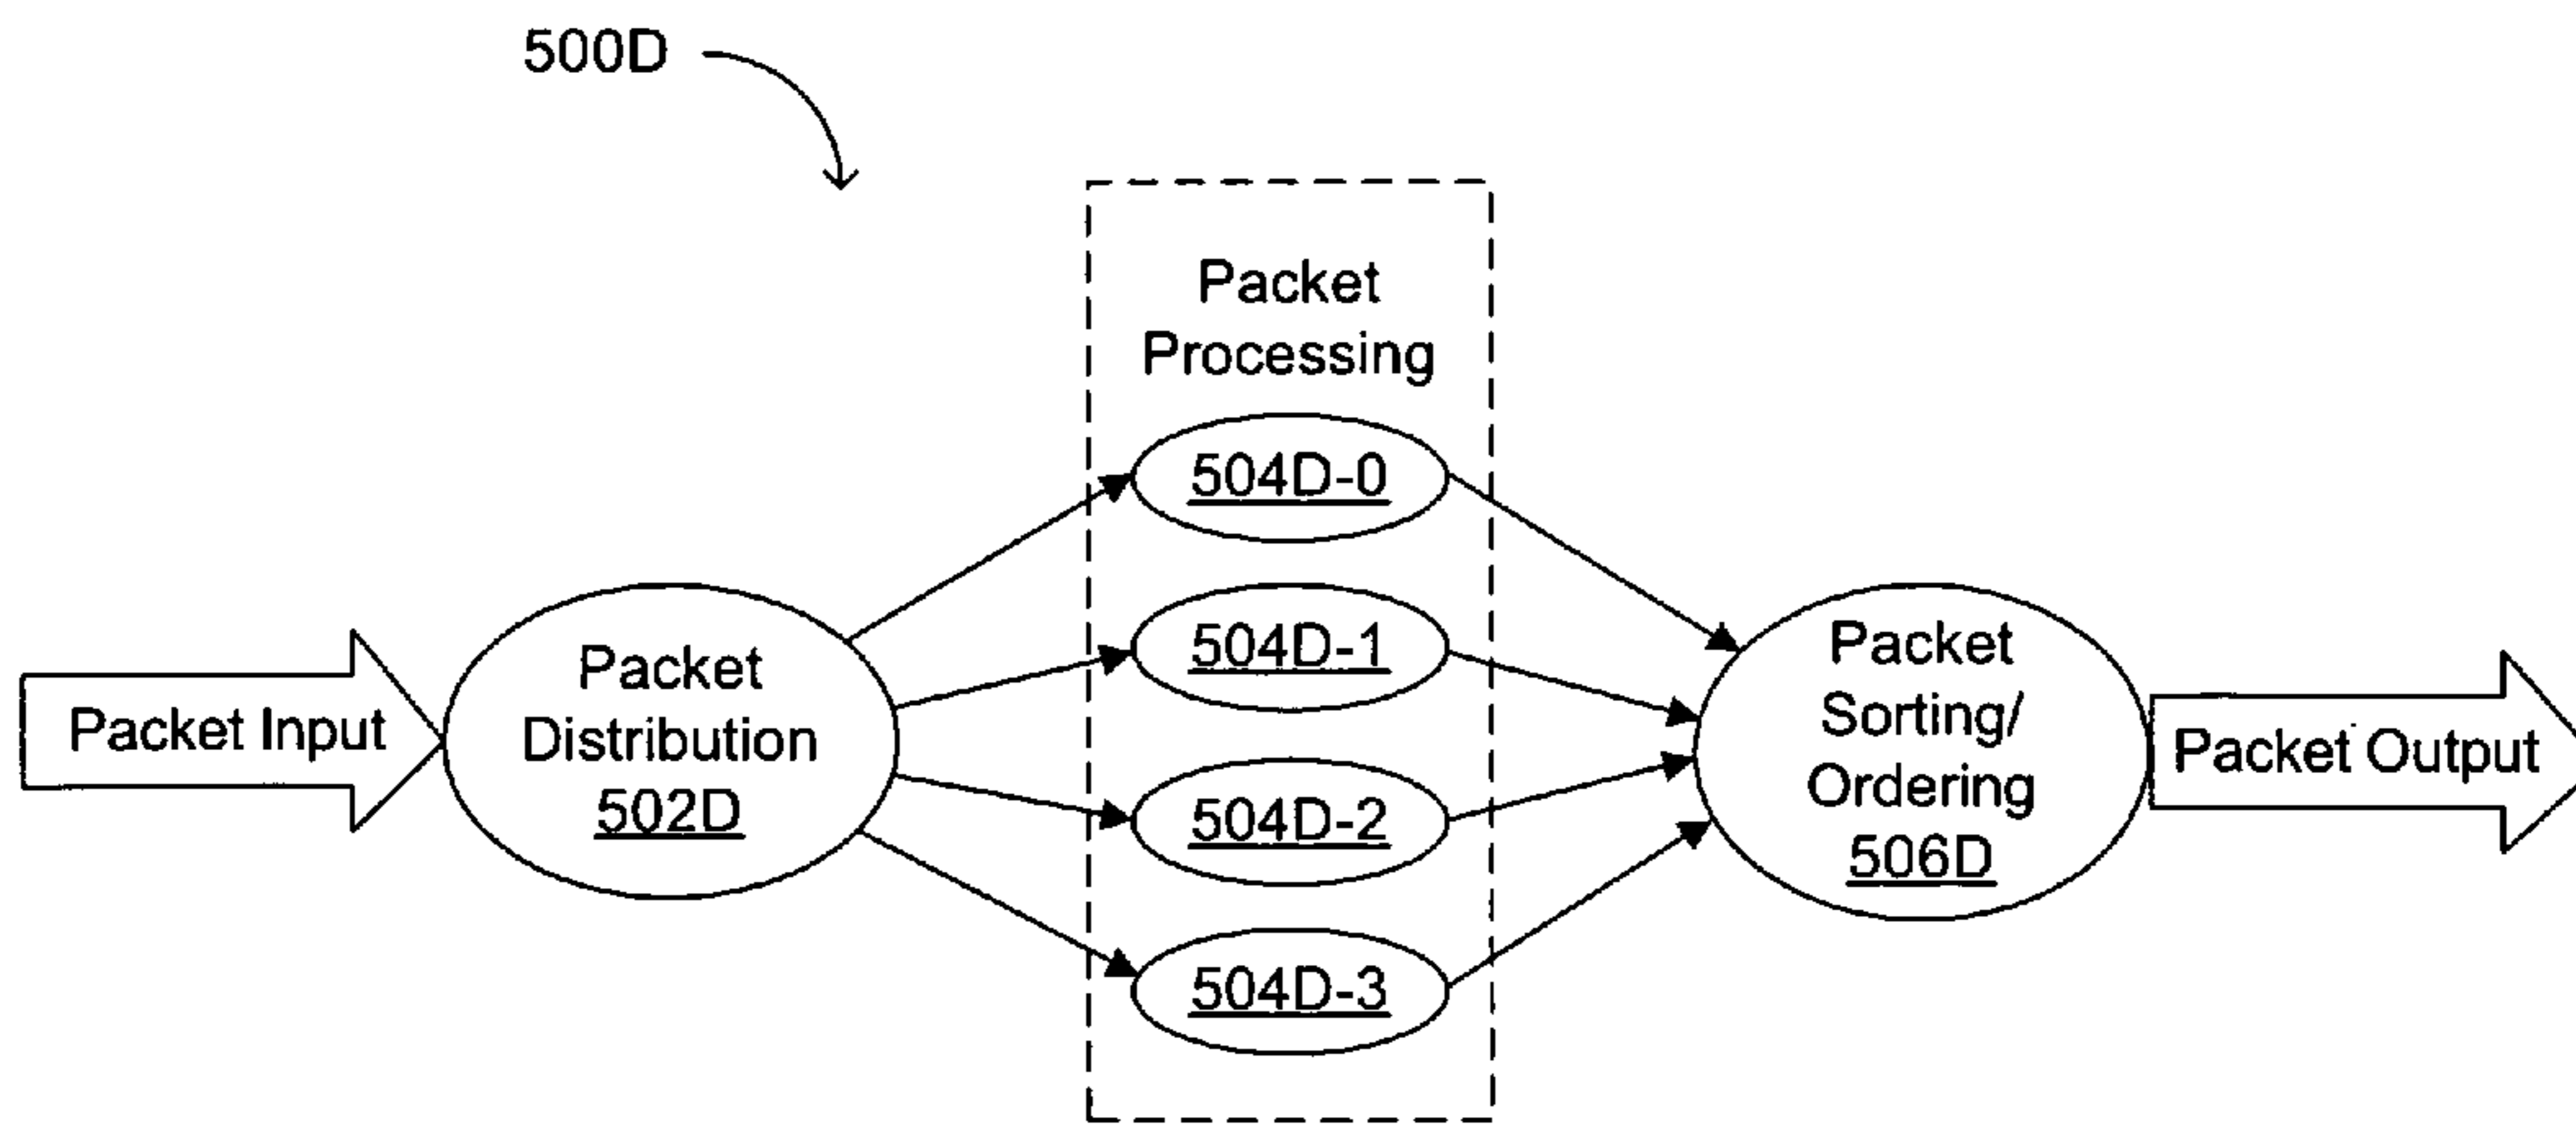 500D
Packet
Processing
504D-0
504D-1
504D-2
504D-3
Packet Input
Packet
Distribution
502D
Packet
Sorting/
Ordering
506D
Packet Output